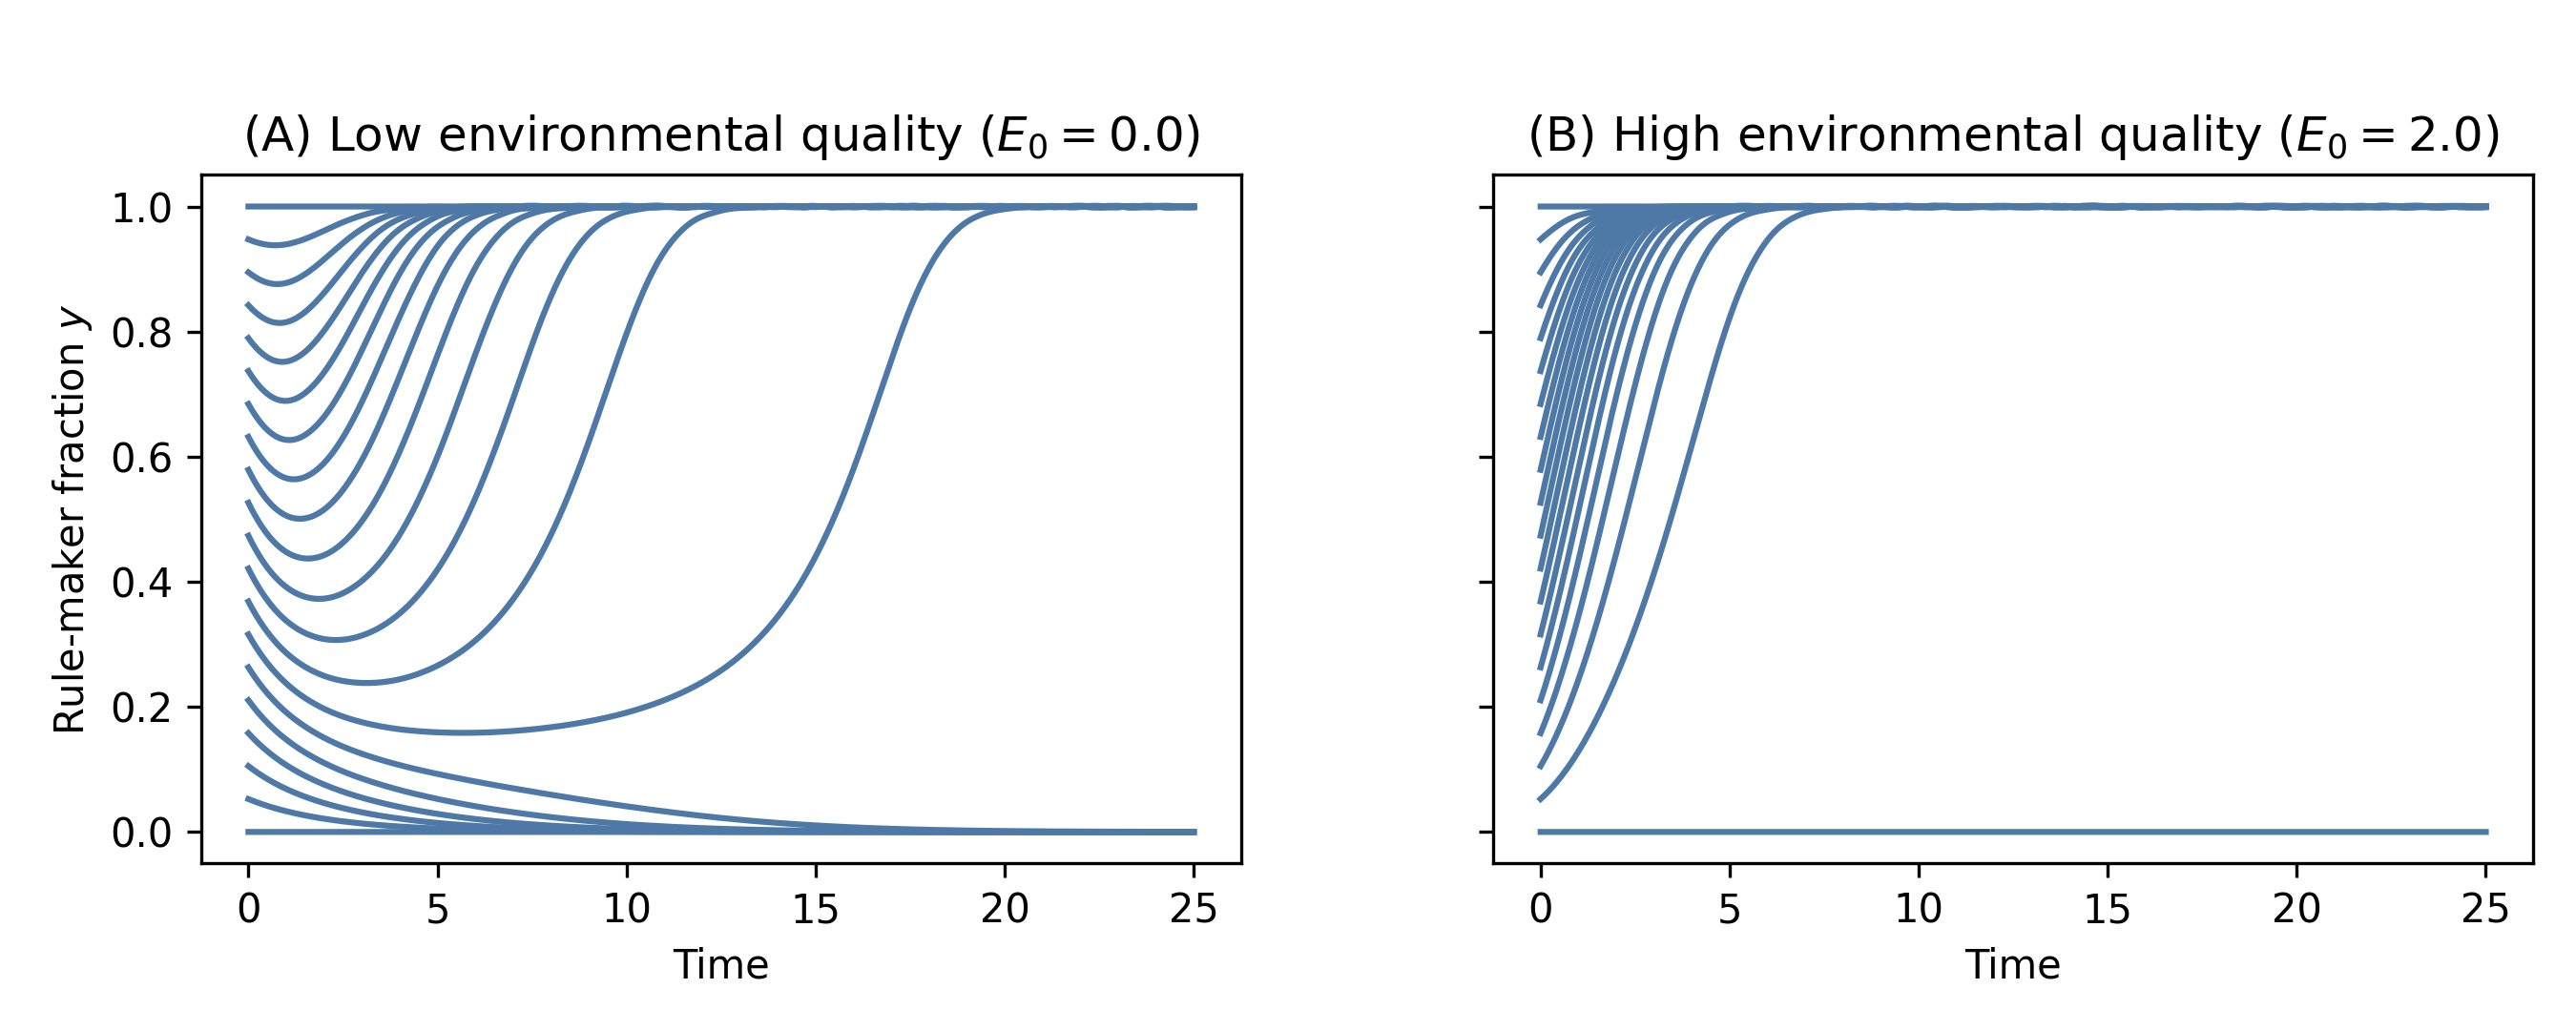 (A) Low environmental quality (E₀ = 0.0)
Rule-maker fraction y
1.0
0.8
0.6
0.4
0.2
0.0
0 5 10 15 20 25
Time
(B) High environmental quality (E₀ = 2.0)
0 5 10 15 20 25
Time